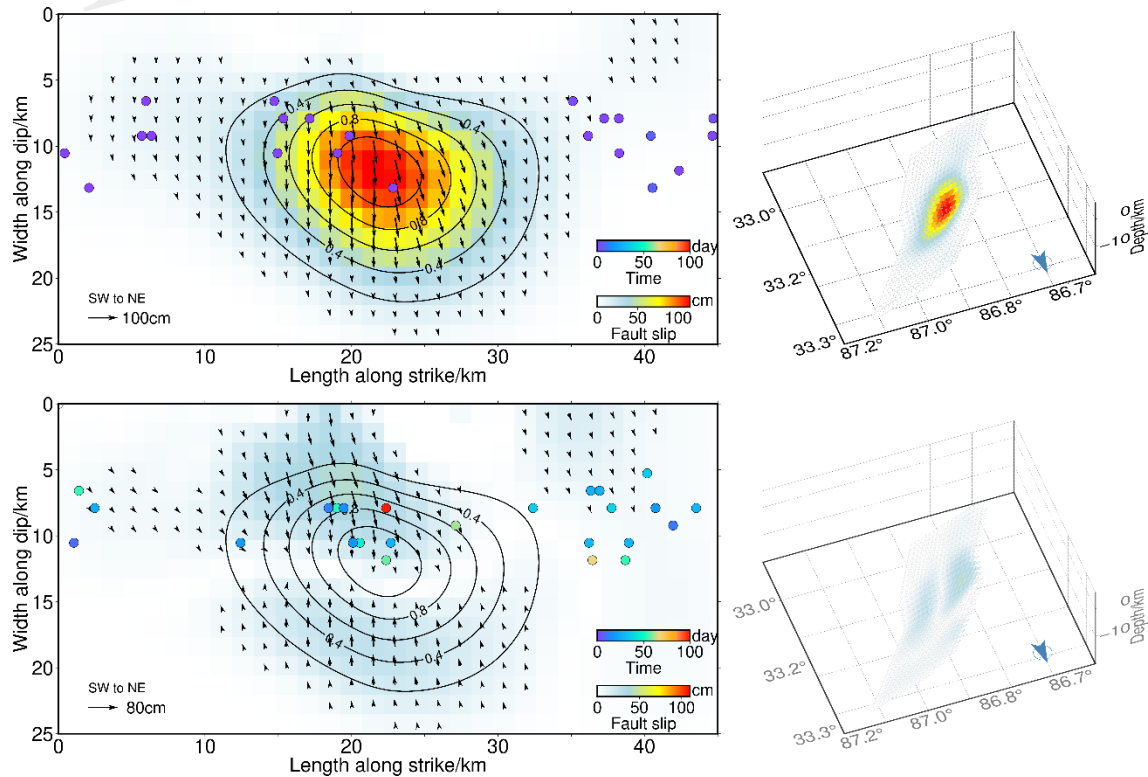 0
5
10
15
20
25
Width along dip/km
0.4
0.8
0.4
0.8
0.4
SW to NE
100cm
day
0 50 100
Time
cm
0 50 100
Fault slip
0 10 20 30 40
Length along strike/km
33.0°
33.2°
33.3°
87.2°
87.0°
86.8°
86.7°
0
−10
Depth/km
0
5
10
15
20
25
Width along dip/km
0.4
0.8
0.4
0.8
0.4
SW to NE
80cm
day
0 50 100
Time
cm
0 50 100
Fault slip
0 10 20 30 40
Length along strike/km
33.0°
33.2°
33.3°
87.2°
87.0°
86.8°
86.7°
0
−10
Depth/km